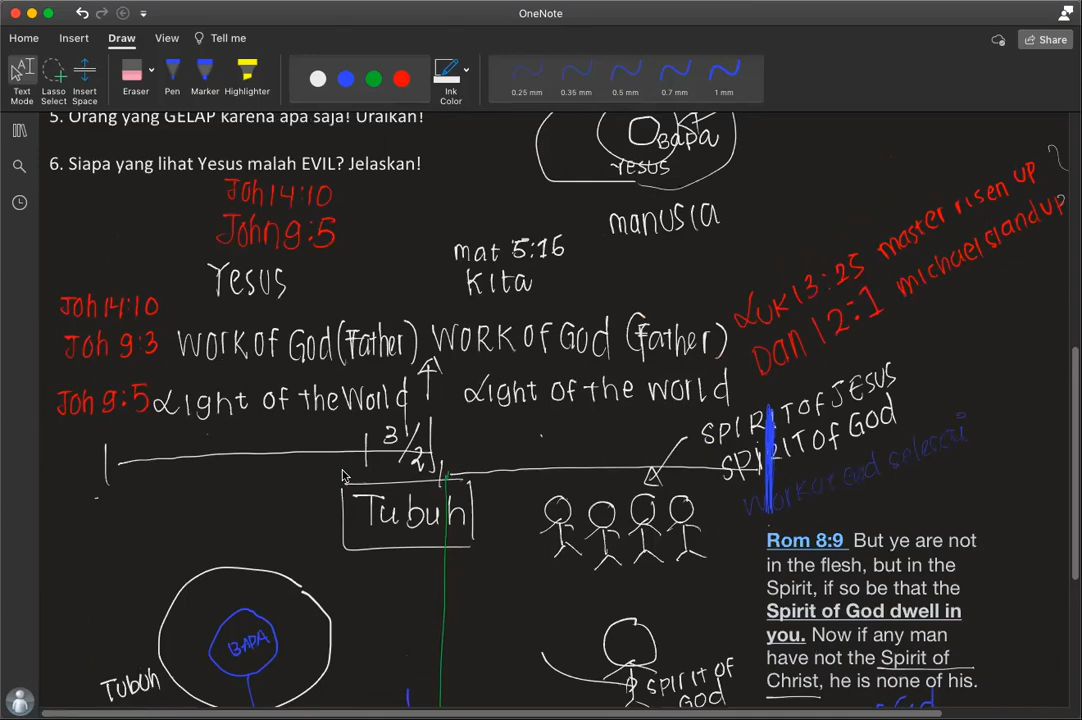 OneNote
Home Insert Draw View Tell me
Share
Text Mode
Lasso Select
Insert Space
Eraser
Pen
Marker
Highlighter
Ink Color
0.25 mm 0.35 mm 0.5 mm 0.7 mm 1 mm
5. Orang yang GELAP karena apa saja! Uraikan!
6. Siapa yang lihat Yesus malah EVIL? Jelaskan!
BAPA
Yesus
manusia
Joh 14:10
John 9:5
Yesus
mat 5:16
Kita
Luk 13:25 master risen up
Dan 12:1 michael stand up
Joh 14:10
Joh 9:3
Work of God (Father)
WORK OF GOD (Father)
Joh 9:5
Light of the World
Light of the world
3 1/2
SPIRIT of JESUS
SPIRIT of God
Work of God selesai
Tubuh
Rom 8:9 But ye are not
in the flesh, but in the
Spirit, if so be that the
Spirit of God dwell in
you. Now if any man
have not the Spirit of
Christ, he is none of his.
BAPA
Tubuh
SPIRIT OF
GOD